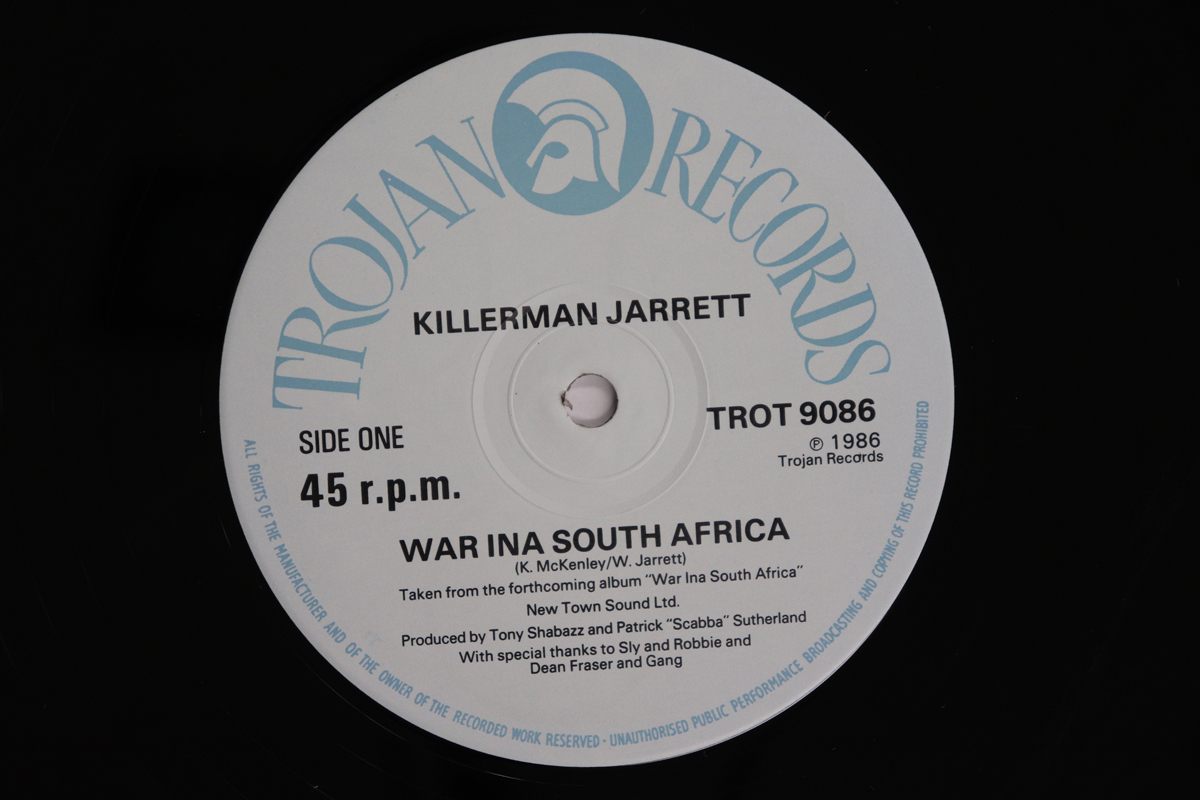 TROJAN RECORDS
KILLERMAN JARRETT
TROT 9086
℗ 1986
Trojan Records
SIDE ONE
45 r.p.m.
WAR INA SOUTH AFRICA
(K. McKenley/W. Jarrett)
Taken from the forthcoming album "War Ina South Africa"
New Town Sound Ltd.
Produced by Tony Shabazz and Patrick "Scabba" Sutherland
With special thanks to Sly and Robbie and
Dean Fraser and Gang
ALL RIGHTS OF THE MANUFACTURER AND OF THE OWNER OF THE RECORDED WORK RESERVED · UNAUTHORISED PUBLIC PERFORMANCE BROADCASTING AND COPYING OF THIS RECORD PROHIBITED